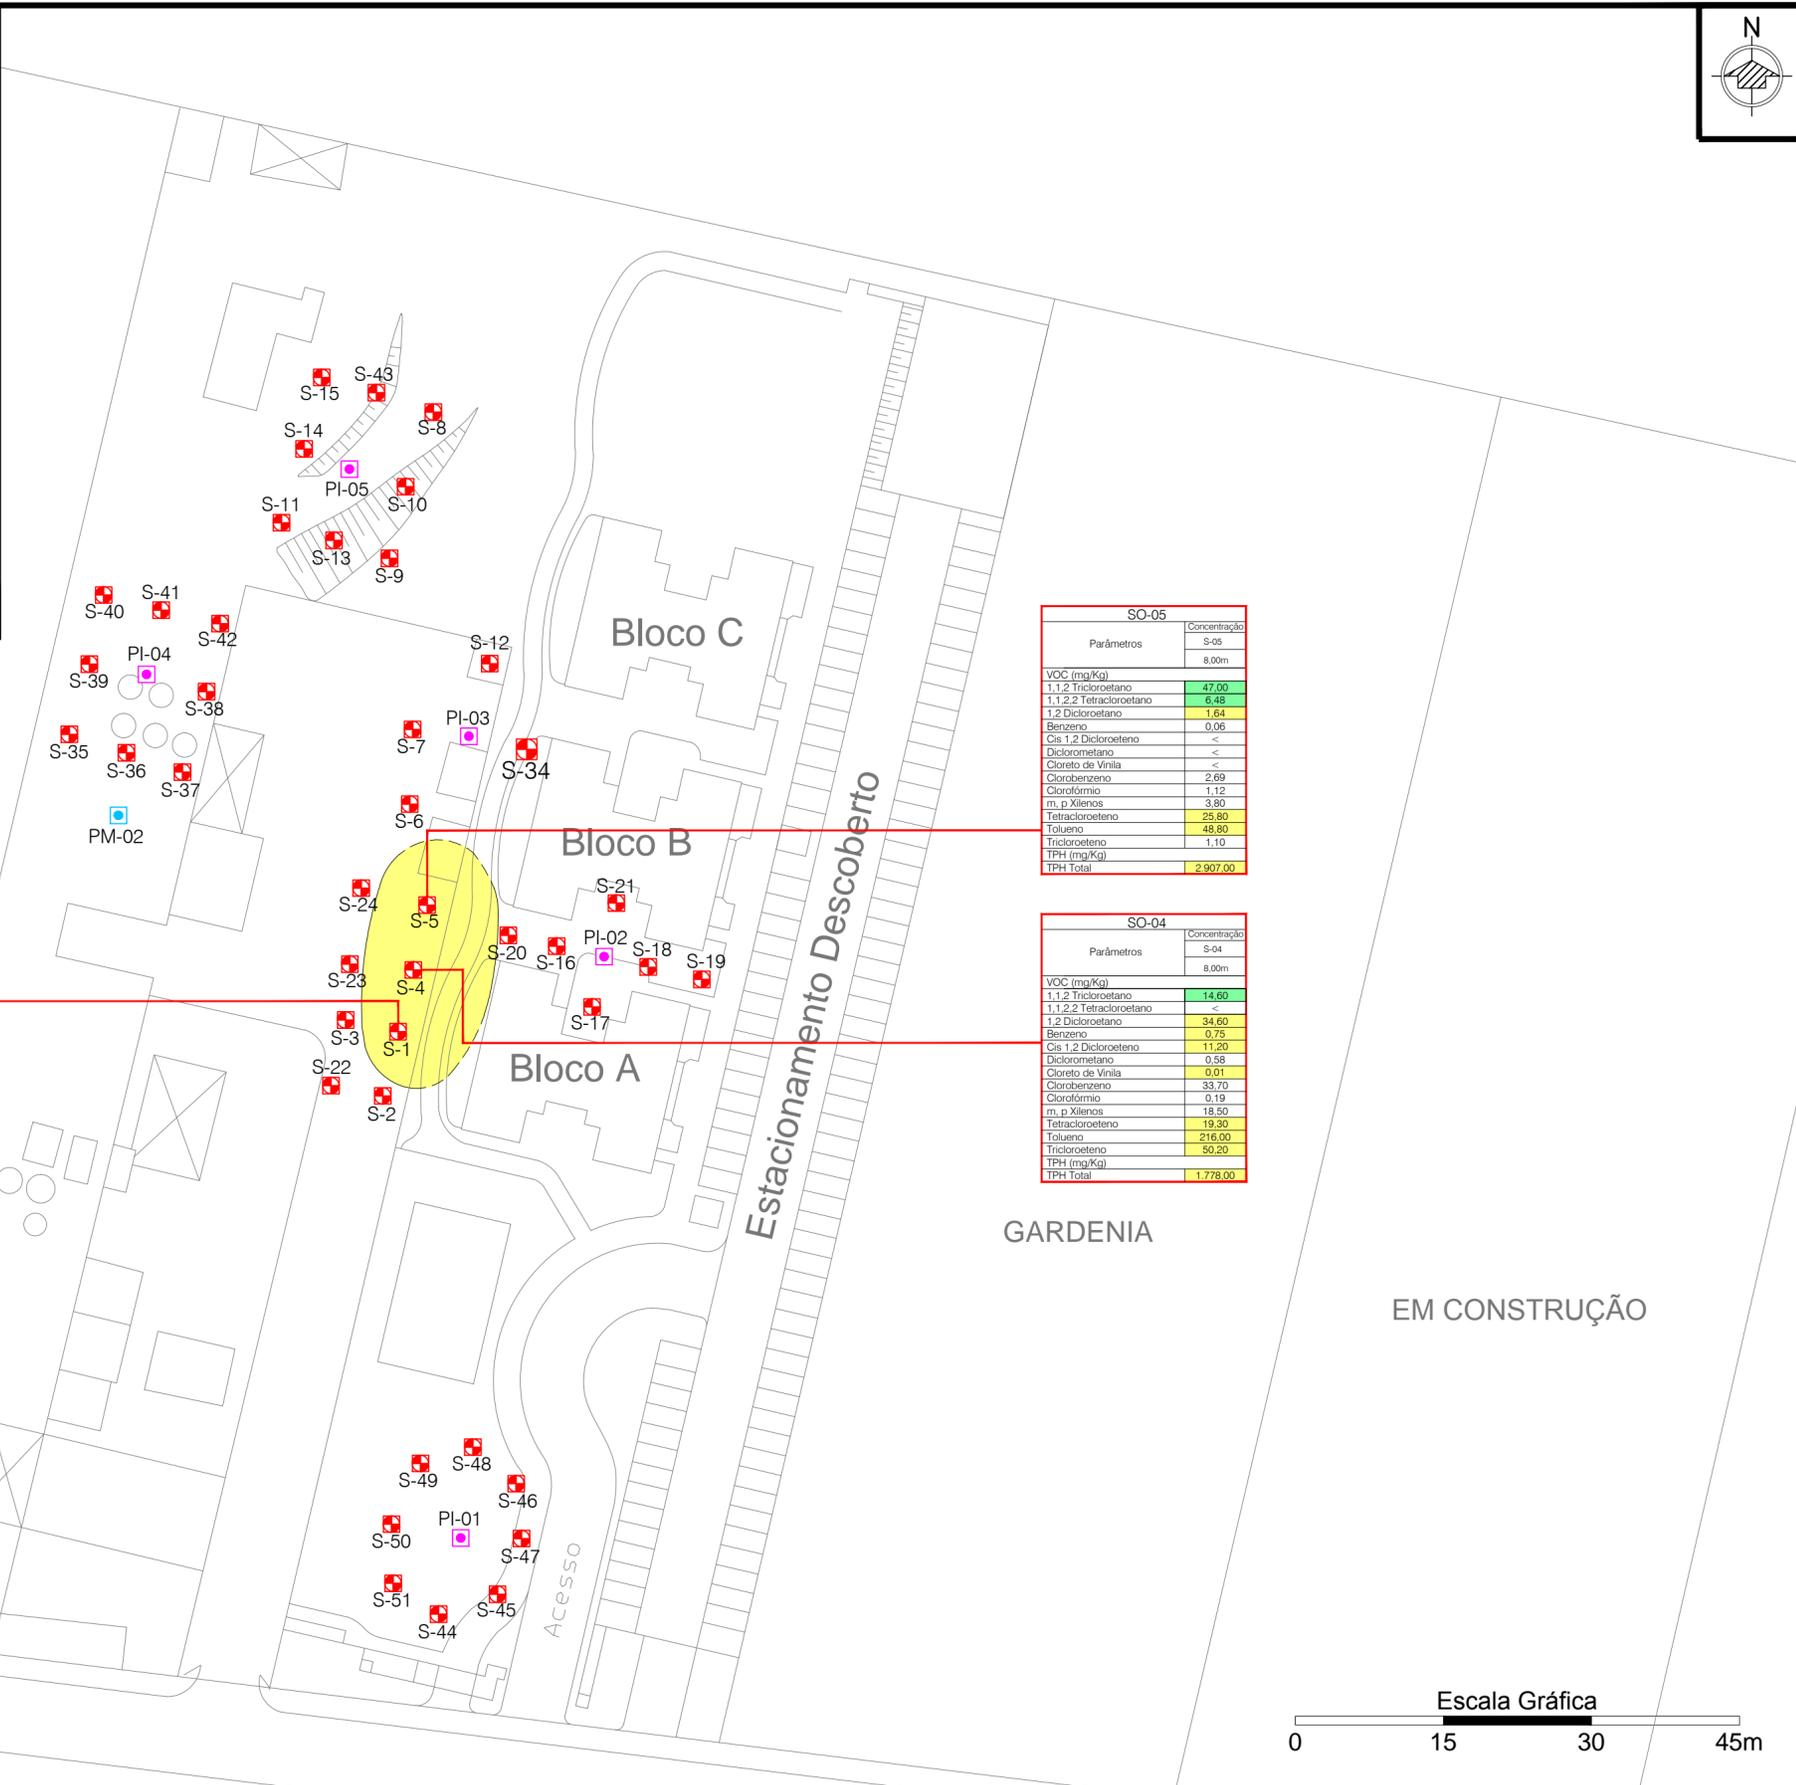 N
S-15
S-43
S-8
S-14
PI-05
S-10
S-11
S-13
S-9
S-40
S-41
S-42
PI-04
S-39
S-38
S-35
S-36
S-37
PM-02
S-12
PI-03
S-7
S-34
S-6
Bloco C
Bloco B
Bloco A
Estacionamento Descoberto
S-24
S-5
S-21
S-20
S-16
PI-02
S-18
S-19
S-23
S-4
S-17
S-3
S-1
S-22
S-2
SO-05
Parâmetros
Concentração
S-05
8,00m
VOC (mg/Kg)
1,1,2 Tricloroetano 47,00
1,1,2,2 Tetracloroetano 6,48
1,2 Dicloroetano 1,64
Benzeno 0,06
Cis 1,2 Dicloroeteno <
Diclorometano <
Cloreto de Vinila <
Clorobenzeno 2,69
Clorofórmio 1,12
m, p Xilenos 3,80
Tetracloroeteno 25,80
Tolueno 48,80
Tricloroeteno 1,10
TPH (mg/Kg)
TPH Total 2.907,00
SO-04
Parâmetros
Concentração
S-04
8,00m
VOC (mg/Kg)
1,1,2 Tricloroetano 14,60
1,1,2,2 Tetracloroetano <
1,2 Dicloroetano 34,60
Benzeno 0,75
Cis 1,2 Dicloroeteno 11,20
Diclorometano 0,58
Cloreto de Vinila 0,01
Clorobenzeno 33,70
Clorofórmio 0,19
m, p Xilenos 18,50
Tetracloroeteno 19,30
Tolueno 216,00
Tricloroeteno 50,20
TPH (mg/Kg)
TPH Total 1.778,00
GARDENIA
EM CONSTRUÇÃO
S-48
S-49
S-46
S-50
PI-01
S-47
S-51
S-45
S-44
Acesso
Escala Gráfica
0 15 30 45m